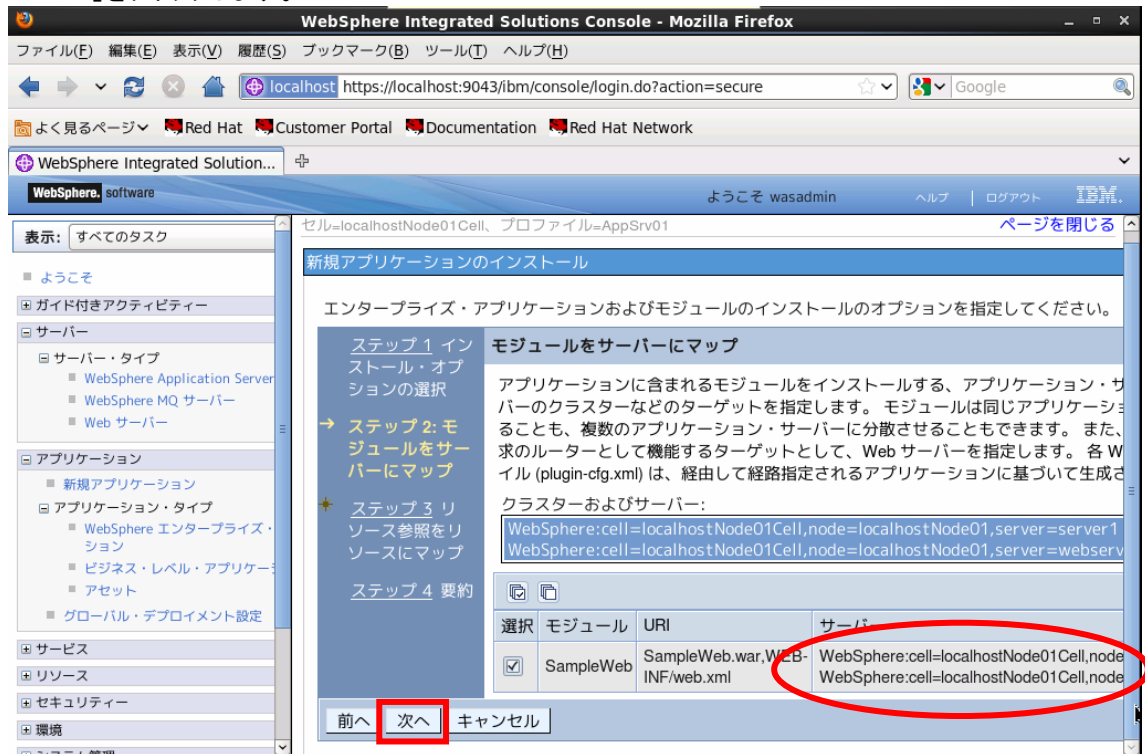 WebSphere Integrated Solutions Console - Mozilla Firefox
ファイル(F) 編集(E) 表示(V) 履歴(S) ブックマーク(B) ツール(T) ヘルプ(H)
localhost https://localhost:9043/ibm/console/login.do?action=secure Google
よく見るページ Red Hat Customer Portal Documentation Red Hat Network
WebSphere Integrated Solution...
WebSphere. software ようこそ wasadmin ヘルプ | ログアウト IBM.
表示: すべてのタスク
ようこそ
ガイド付きアクティビティー
サーバー
サーバー・タイプ
WebSphere Application Server
WebSphere MQ サーバー
Web サーバー
アプリケーション
新規アプリケーション
アプリケーション・タイプ
WebSphere エンタープライズ・
ション
ビジネス・レベル・アプリケー
アセット
グローバル・デプロイメント設定
サービス
リソース
セキュリティー
環境
セル=localhostNode01Cell、プロファイル=AppSrv01 ページを閉じる
新規アプリケーションのインストール
エンタープライズ・アプリケーションおよびモジュールのインストールのオプションを指定してください。
ステップ 1 イン
ストール・オプ
ションの選択
ステップ 2: モ
ジュールをサー
バーにマップ
ステップ 3 リ
ソース参照をリ
ソースにマップ
ステップ 4 要約
モジュールをサーバーにマップ
アプリケーションに含まれるモジュールをインストールする、アプリケーション・サ
バーのクラスターなどのターゲットを指定します。 モジュールは同じアプリケーショ
ることも、複数のアプリケーション・サーバーに分散させることもできます。 また、
求のルーターとして機能するターゲットとして、Web サーバーを指定します。 各 W
イル (plugin-cfg.xml) は、経由して経路指定されるアプリケーションに基づいて生成さ
クラスターおよびサーバー:
WebSphere:cell=localhostNode01Cell,node=localhostNode01,server=server1
WebSphere:cell=localhostNode01Cell,node=localhostNode01,server=webserv
選択 モジュール URI サーバー
SampleWeb SampleWeb.war,WEB-INF/web.xml WebSphere:cell=localhostNode01Cell,node
WebSphere:cell=localhostNode01Cell,node
前へ 次へ キャンセル